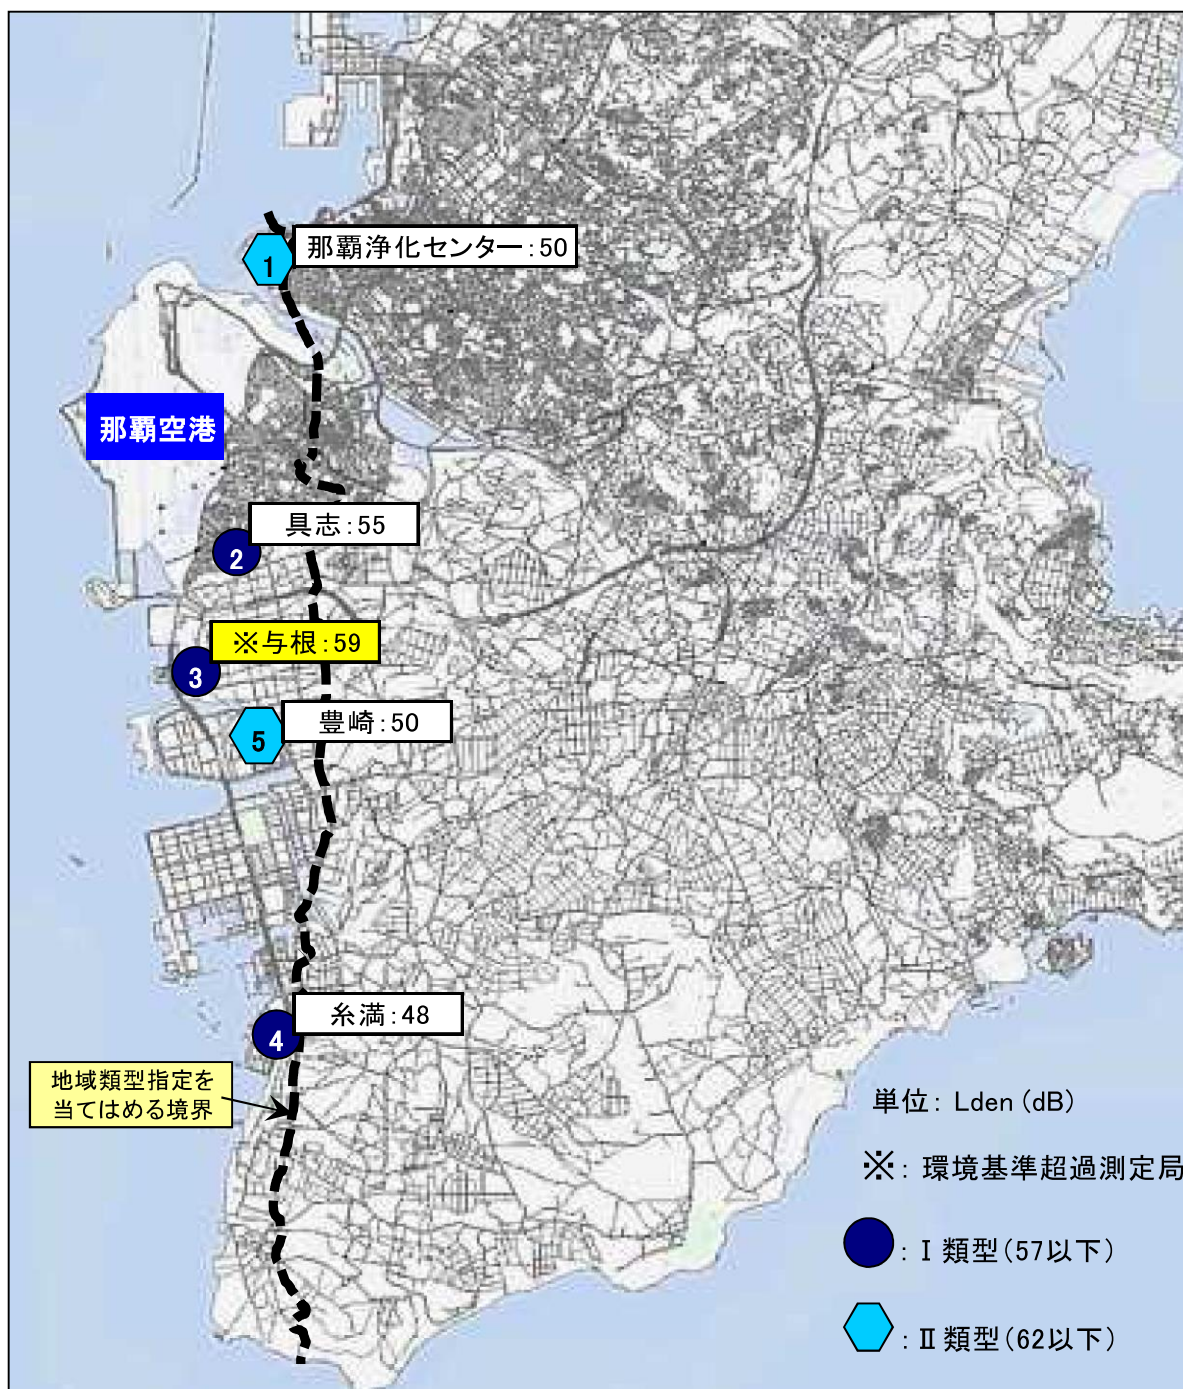 1
那覇浄化センター:50
那覇空港
具志:55
2
※与根:59
3
豊崎:50
5
糸満:48
4
地域類型指定を
当てはめる境界
単位: Lden (dB)
※: 環境基準超過測定局
: Ⅰ類型(57以下)
: Ⅱ類型(62以下)